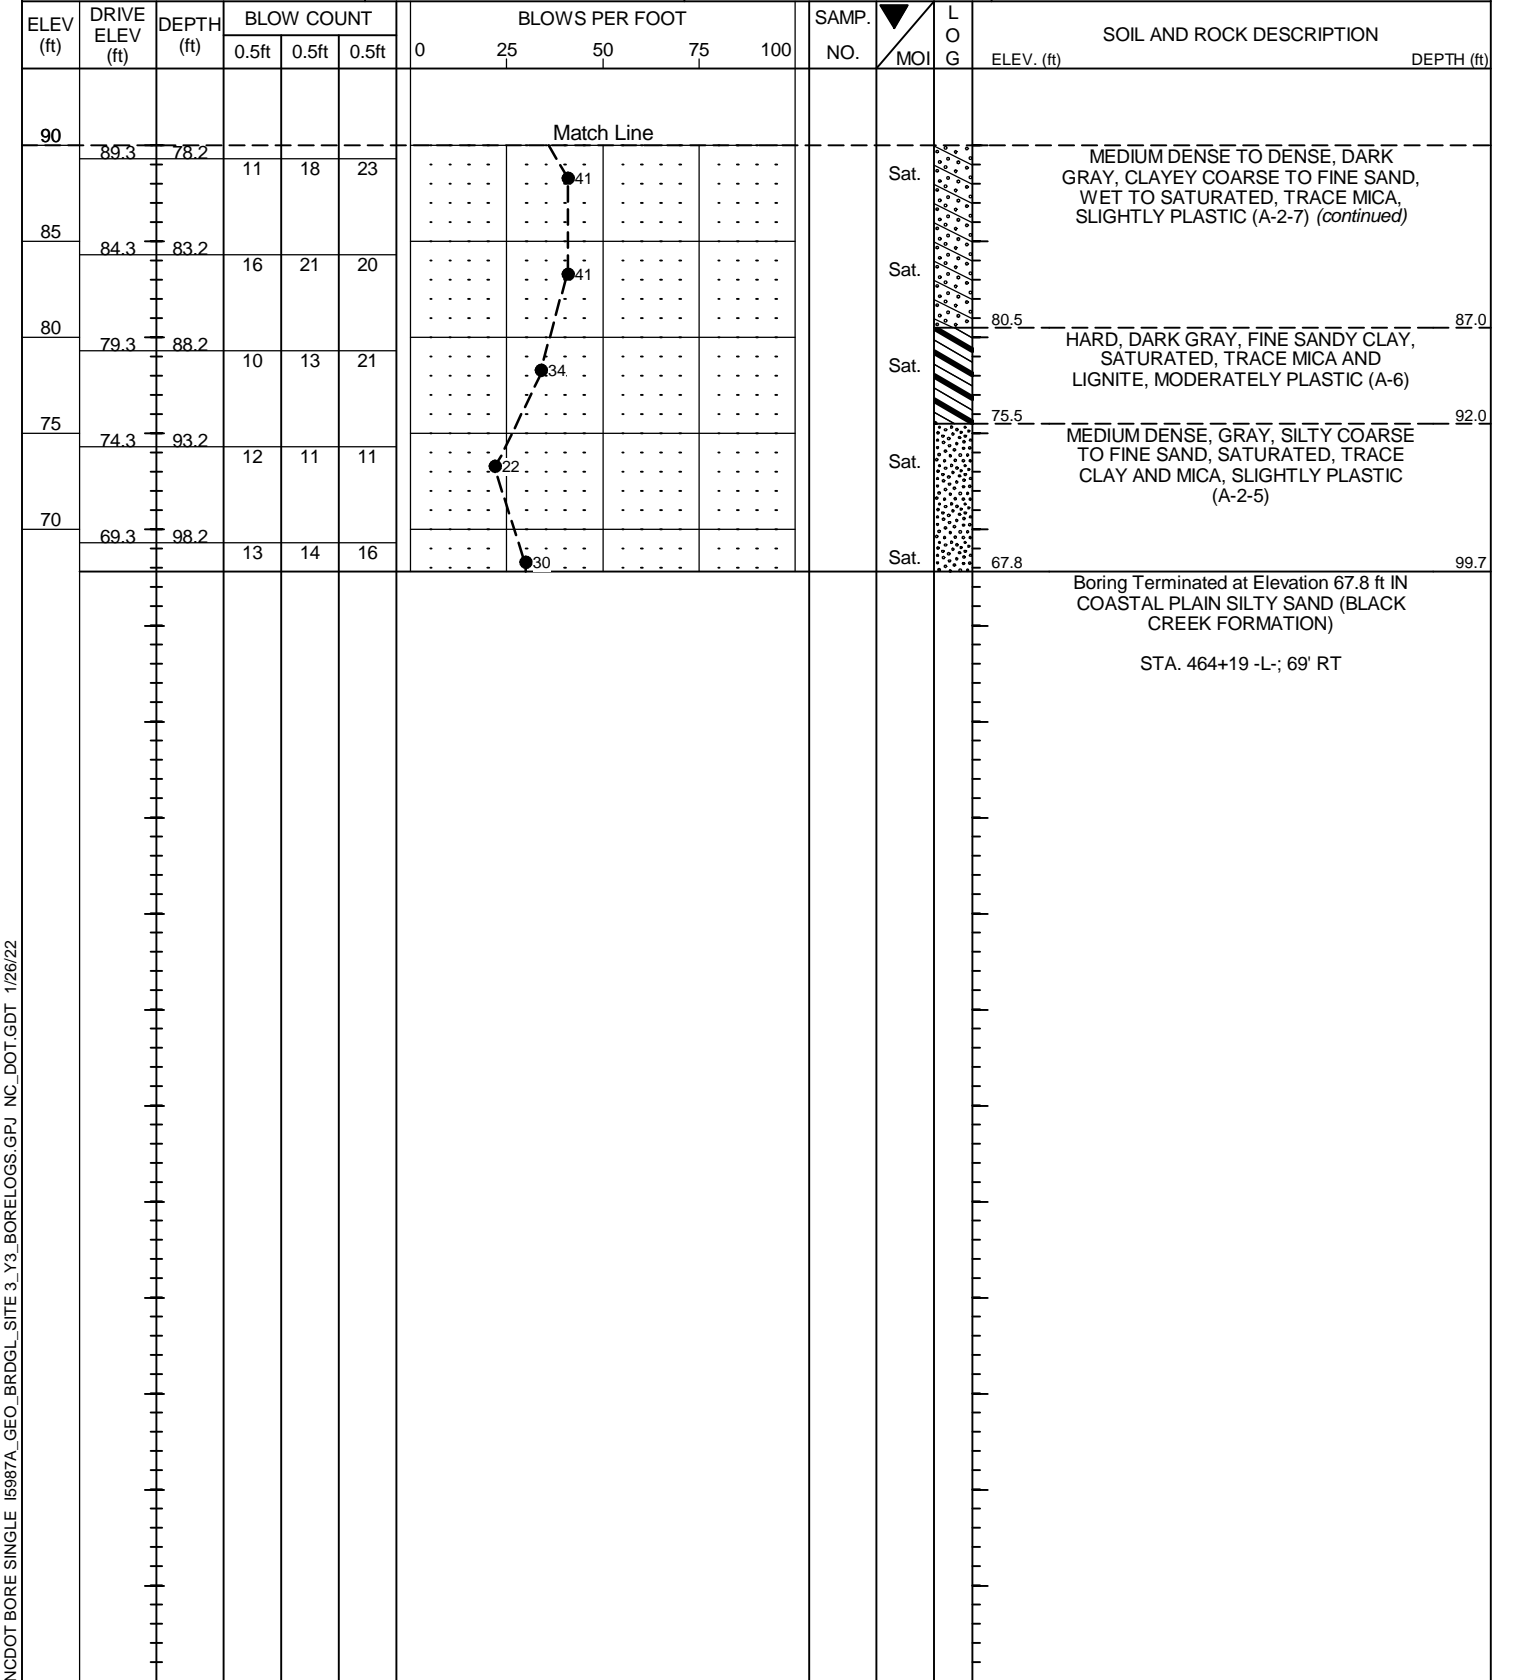 ELEV (ft) DRIVE ELEV (ft) DEPTH (ft) BLOW COUNT BLOWS PER FOOT SAMP. NO. MOI L O G SOIL AND ROCK DESCRIPTION
0.5ft 0.5ft 0.5ft 0 25 50 75 100 ELEV. (ft) DEPTH (ft)
90 Match Line
89.3 78.2
11 18 23 41 Sat.
MEDIUM DENSE TO DENSE, DARK
GRAY, CLAYEY COARSE TO FINE SAND,
WET TO SATURATED, TRACE MICA,
SLIGHTLY PLASTIC (A-2-7) (continued)
85
84.3 83.2
16 21 20 41 Sat.
80.5 87.0
80
79.3 88.2
10 13 21 34 Sat.
HARD, DARK GRAY, FINE SANDY CLAY,
SATURATED, TRACE MICA AND
LIGNITE, MODERATELY PLASTIC (A-6)
75.5 92.0
75
74.3 93.2
12 11 11 22 Sat.
MEDIUM DENSE, GRAY, SILTY COARSE
TO FINE SAND, SATURATED, TRACE
CLAY AND MICA, SLIGHTLY PLASTIC
(A-2-5)
70
69.3 98.2
13 14 16 30 Sat.
67.8 99.7
Boring Terminated at Elevation 67.8 ft IN
COASTAL PLAIN SILTY SAND (BLACK
CREEK FORMATION)
STA. 464+19 -L-; 69' RT
NCDOT BORE SINGLE I5987A_GEO_BRDGL_SITE 3_Y3_BORELOGS.GPJ NC_DOT.GDT 1/26/22